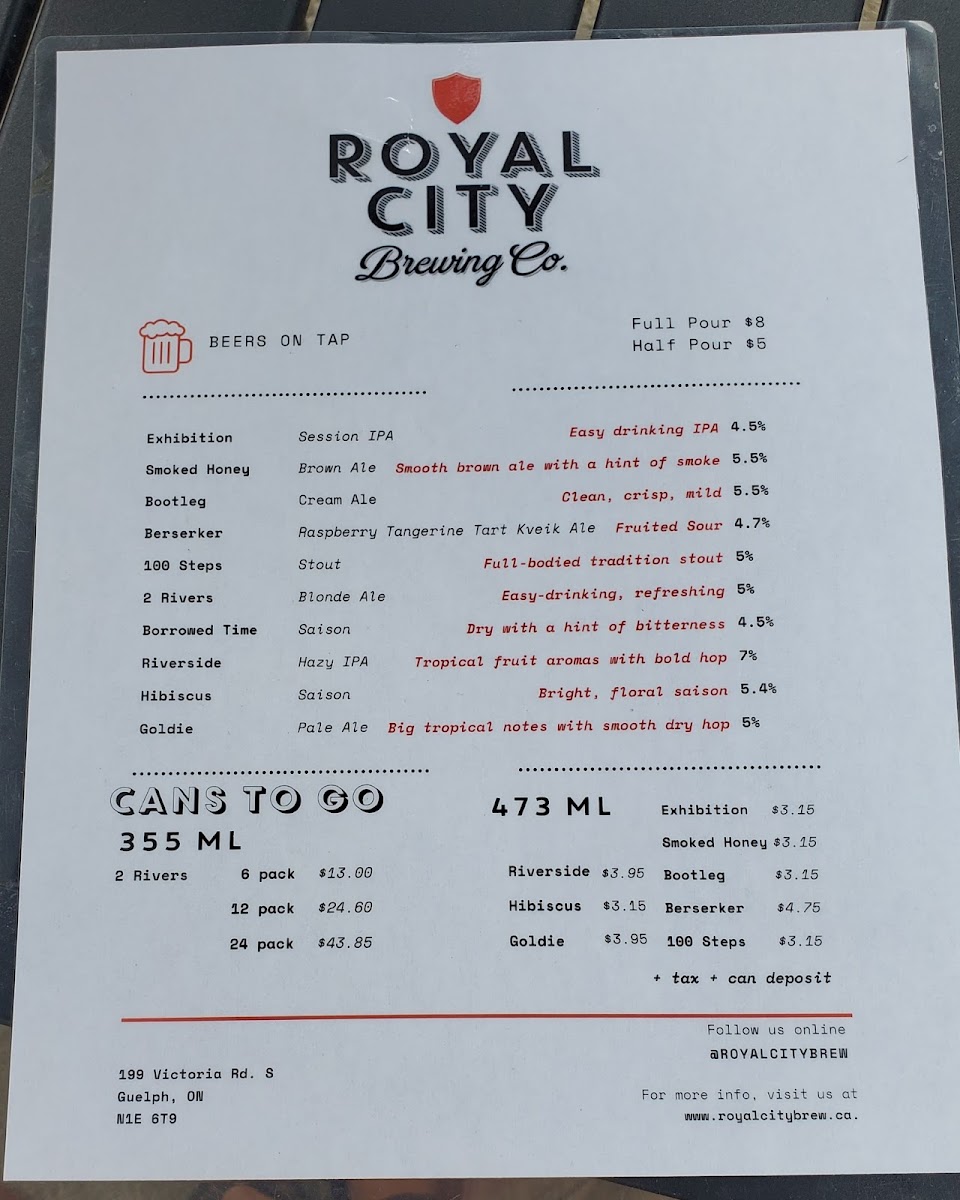 ROYAL
CITY
Brewing Co.
BEERS ON TAP
Full Pour $8
Half Pour $5
Exhibition Session IPA Easy drinking IPA 4.5%
Smoked Honey Brown Ale Smooth brown ale with a hint of smoke 5.5%
Bootleg Cream Ale Clean, crisp, mild 5.5%
Berserker Raspberry Tangerine Tart Kveik Ale Fruited Sour 4.7%
100 Steps Stout Full-bodied tradition stout 5%
2 Rivers Blonde Ale Easy-drinking, refreshing 5%
Borrowed Time Saison Dry with a hint of bitterness 4.5%
Riverside Hazy IPA Tropical fruit aromas with bold hop 7%
Hibiscus Saison Bright, floral saison 5.4%
Goldie Pale Ale Big tropical notes with smooth dry hop 5%
CANS TO GO
355 ML
2 Rivers 6 pack $13.00
12 pack $24.60
24 pack $43.85
473 ML
Riverside $3.95
Hibiscus $3.15
Goldie $3.95
Exhibition $3.15
Smoked Honey $3.15
Bootleg $3.15
Berserker $4.75
100 Steps $3.15
+ tax + can deposit
199 Victoria Rd. S
Guelph, ON
N1E 6T9
Follow us online
@ROYALCITYBREW
For more info, visit us at
www.royalcitybrew.ca.